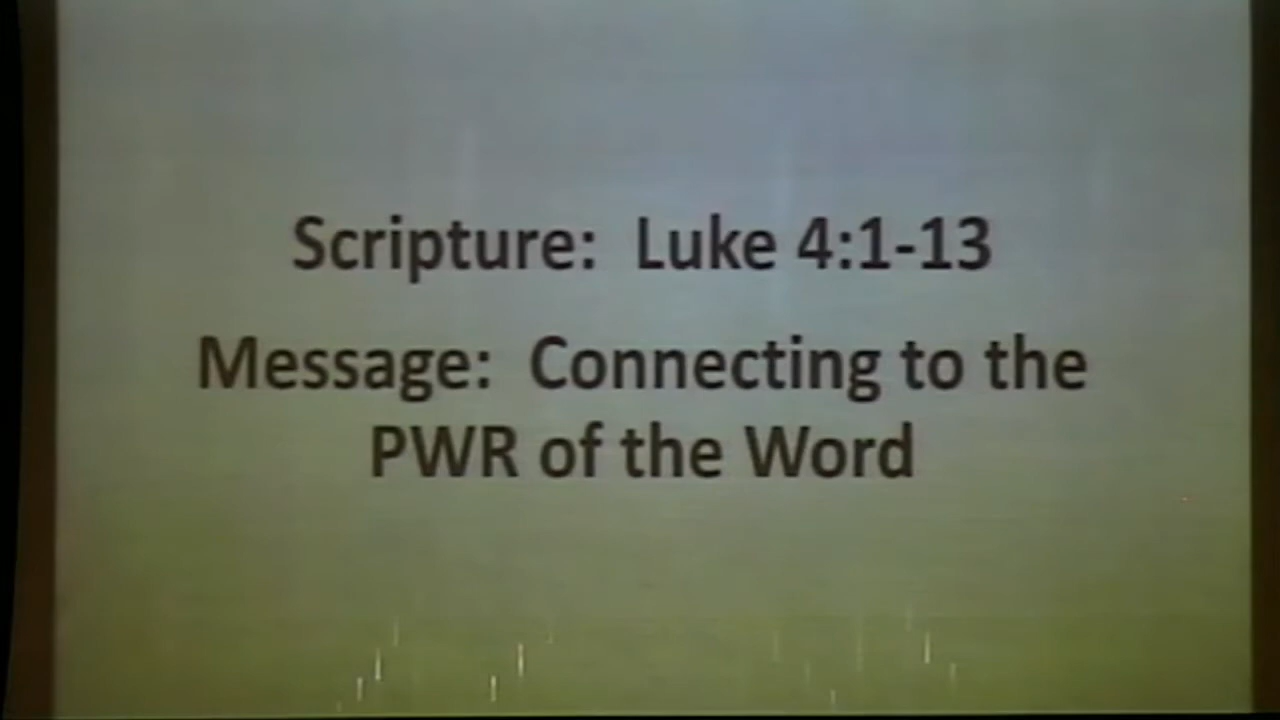 Scripture: Luke 4:1-13
Message: Connecting to the
PWR of the Word